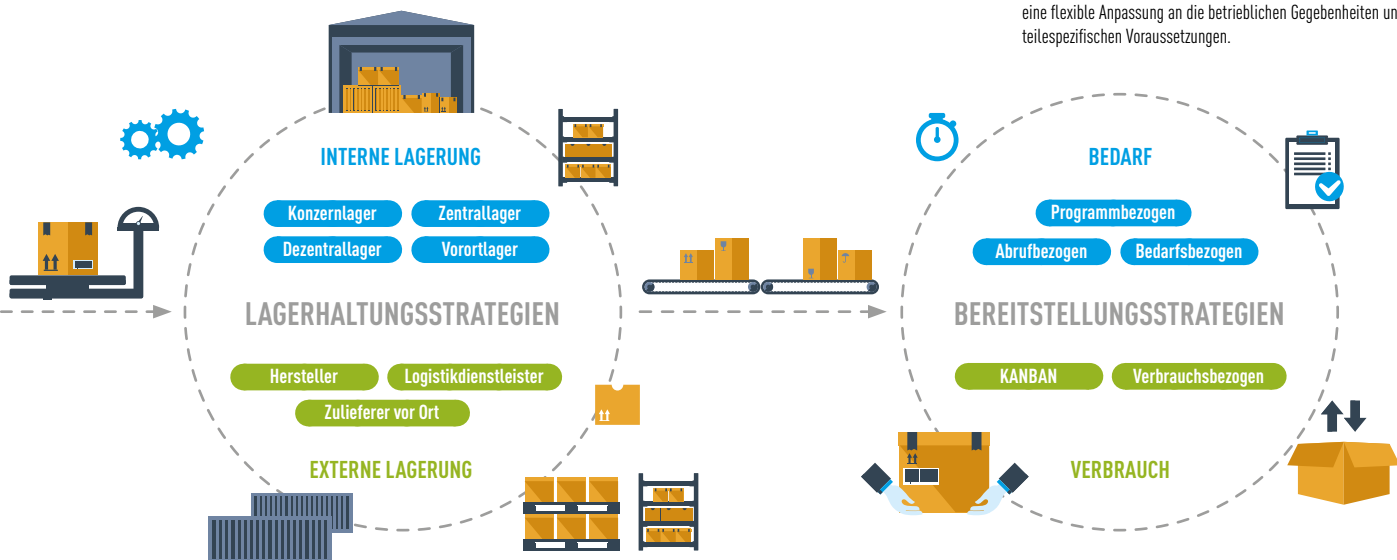 eine flexible Anpassung an die betrieblichen Gegebenheiten un
teilespezifischen Voraussetzungen.
INTERNE LAGERUNG
Konzernlager Zentrallager
Dezentrallager Vorortlager
LAGERHALTUNGSSTRATEGIEN
Hersteller Logistikdienstleister
Zulieferer vor Ort
EXTERNE LAGERUNG
BEDARF
Programmbezogen
Abrufbezogen Bedarfsbezogen
BEREITSTELLUNGSSTRATEGIEN
KANBAN Verbrauchsbezogen
VERBRAUCH